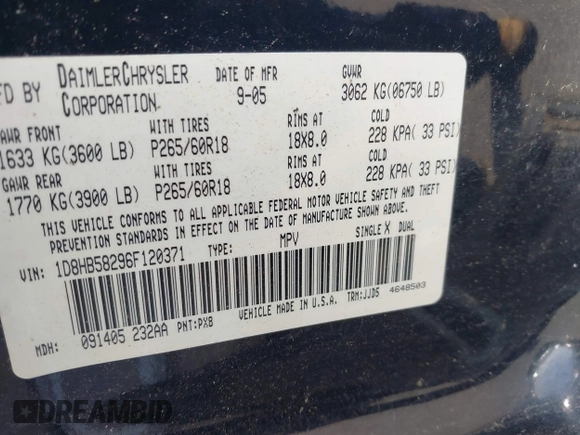 FD BY DAIMLERCHRYSLER CORPORATION
DATE OF MFR 9-05
GVWR 3062 KG(06750 LB)
GAWR FRONT WITH TIRES RIMS AT COLD
1633 KG(3600 LB) P265/60R18 18X8.0 228 KPA( 33 PSI)
GAWR REAR WITH TIRES RIMS AT COLD
1770 KG(3900 LB) P265/60R18 18X8.0 228 KPA( 33 PSI)
THIS VEHICLE CONFORMS TO ALL APPLICABLE FEDERAL MOTOR VEHICLE SAFETY AND THEFT
PREVENTION STANDARDS IN EFFECT ON THE DATE OF MANUFACTURE SHOWN ABOVE.
VIN: 1D8HB58296F120371 TYPE: MPV SINGLE X DUAL
MDH: 091405 232AA PNT:PXB VEHICLE MADE IN U.S.A. TRM:JJDS 4648503
DREAMBID